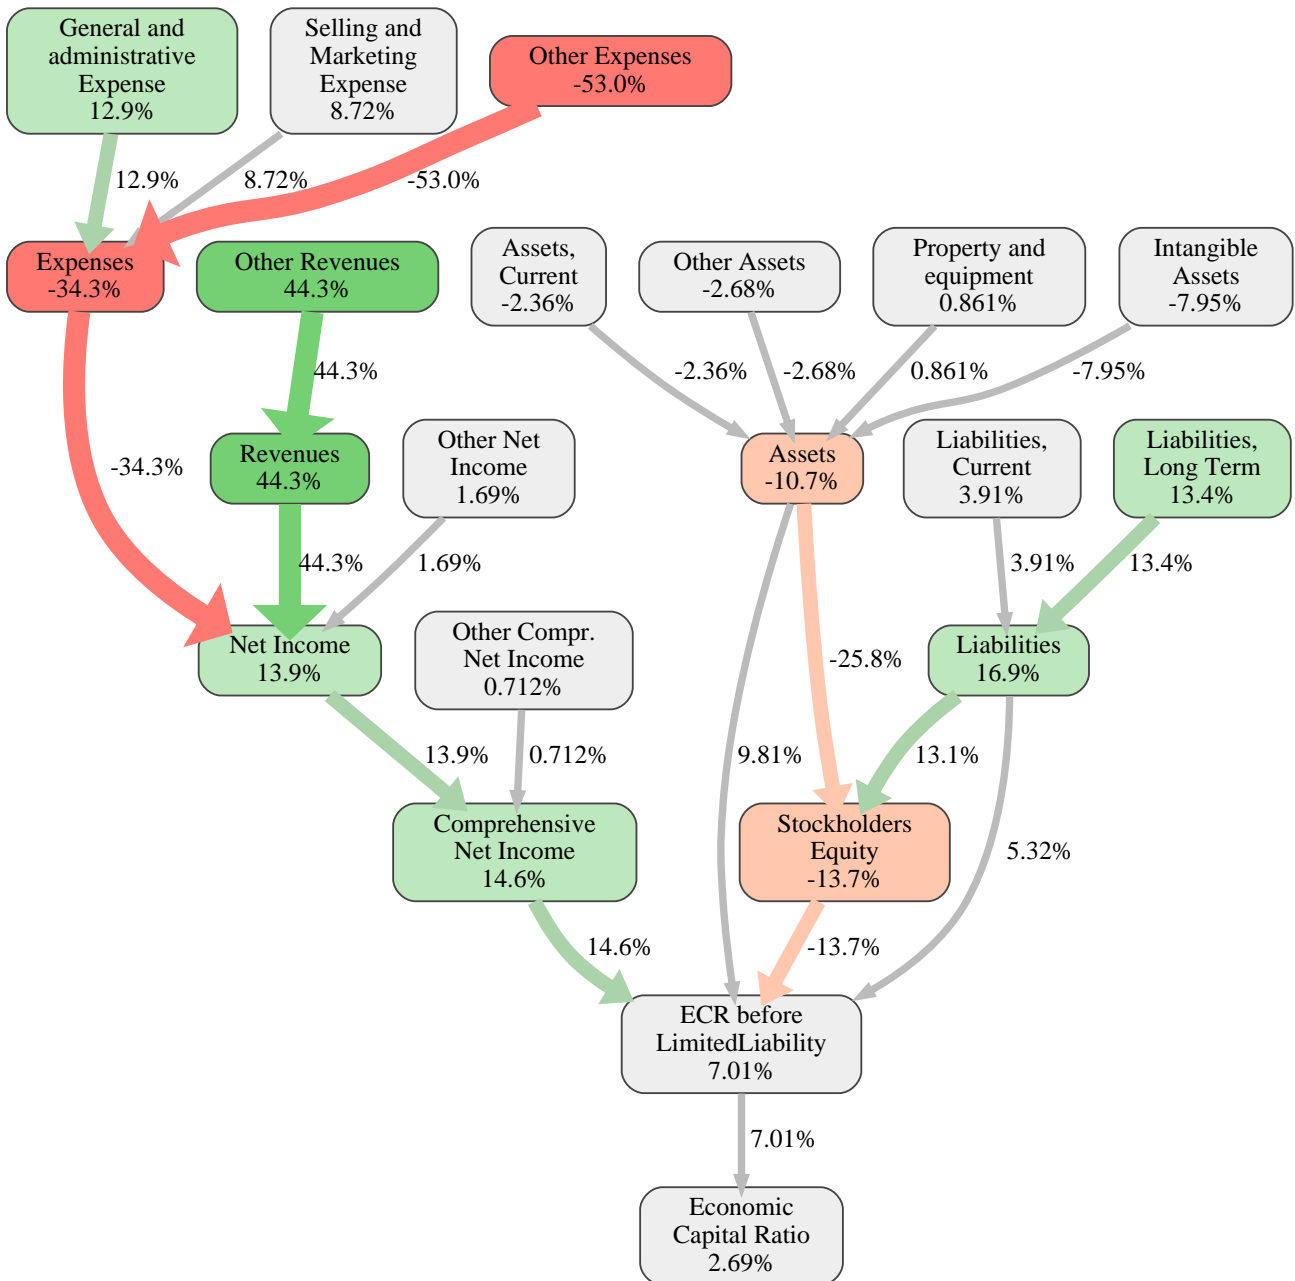 General and
administrative
Expense
12.9%
Selling and
Marketing
Expense
8.72%
Other Expenses
-53.0%
12.9%
8.72%
-53.0%
Expenses
-34.3%
Other Revenues
44.3%
Assets,
Current
-2.36%
Other Assets
-2.68%
Property and
equipment
0.861%
Intangible
Assets
-7.95%
44.3%
-2.36%
-2.68%
0.861%
-7.95%
-34.3%
Revenues
44.3%
Other Net
Income
1.69%
Assets
-10.7%
Liabilities,
Current
3.91%
Liabilities,
Long Term
13.4%
44.3%
1.69%
3.91%
13.4%
Net Income
13.9%
Other Compr.
Net Income
0.712%
-25.8%
Liabilities
16.9%
13.9%
0.712%
9.81%
13.1%
Comprehensive
Net Income
14.6%
Stockholders
Equity
-13.7%
5.32%
14.6%
-13.7%
ECR before
LimitedLiability
7.01%
7.01%
Economic
Capital Ratio
2.69%